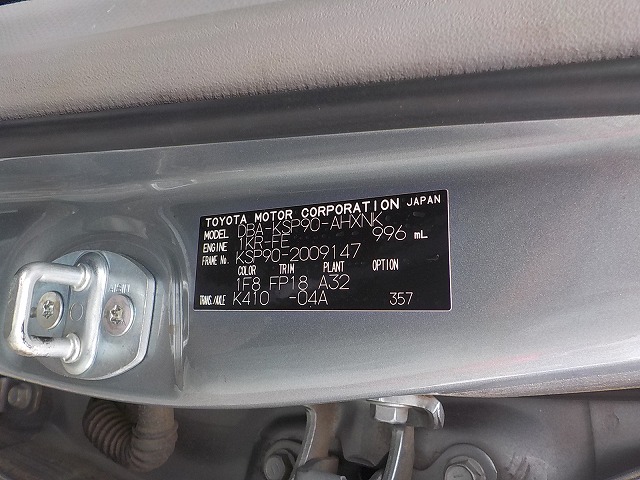 TOYOTA MOTOR CORPORATION JAPAN
MODEL DBA-KSP90-AHXNK
ENGINE 1KR-FE 996 mL
FRAME No. KSP90-2009147
COLOR TRIM PLANT OPTION
1F8 FP18 A32
TRANS./AXLE K410 -04A 357
AISIN